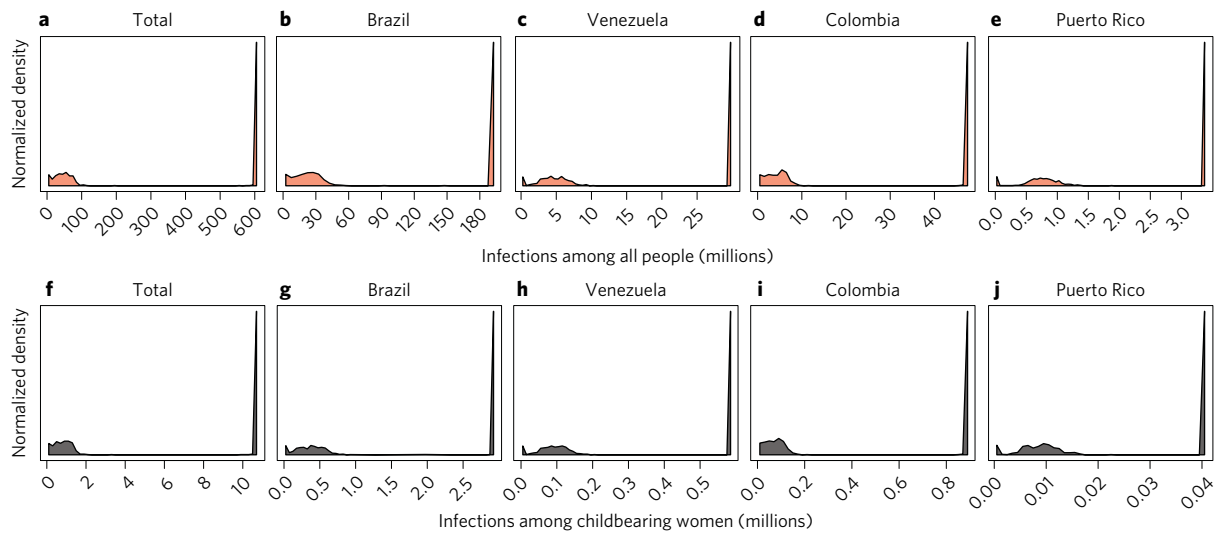 a Total b Brazil c Venezuela d Colombia e Puerto Rico
Normalized density
0 100 200 300 400 500 600 0 30 60 90 120 150 180 0 5 10 15 20 25 0 10 20 30 40 0.0 0.5 1.0 1.5 2.0 2.5 3.0
Infections among all people (millions)
f Total g Brazil h Venezuela i Colombia j Puerto Rico
Normalized density
0 2 4 6 8 10 0.0 0.5 1.0 1.5 2.0 2.5 0.0 0.1 0.2 0.3 0.4 0.5 0.0 0.2 0.4 0.6 0.8 0.00 0.01 0.02 0.03 0.04
Infections among childbearing women (millions)